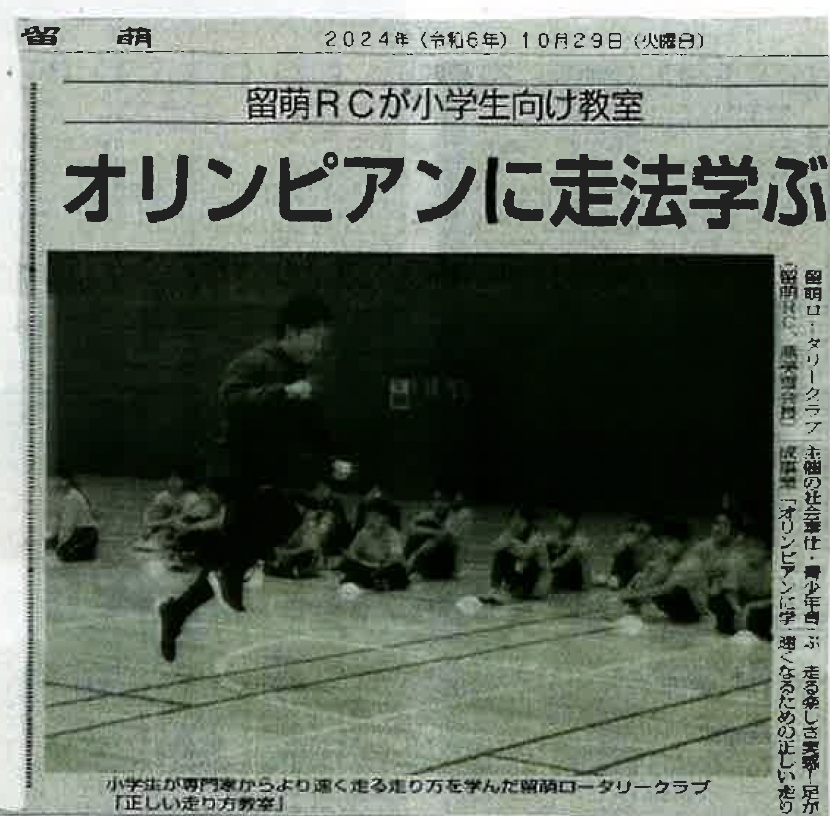 留萌
2024年(令和6年)10月29日(火曜日)
留萌RCが小学生向け教室
オリンピアンに走法学ぶ
留萌ロータリークラブ
(留萌RC、
主催の社会奉仕・青少年育
成事業「オリンピアンに学
ぶ 走る楽しさ実感!足が
速くなるための正しい走り
小学生が専門家からより速く走る走り方を学んだ留萌ロータリークラブ
「正しい走り方教室」